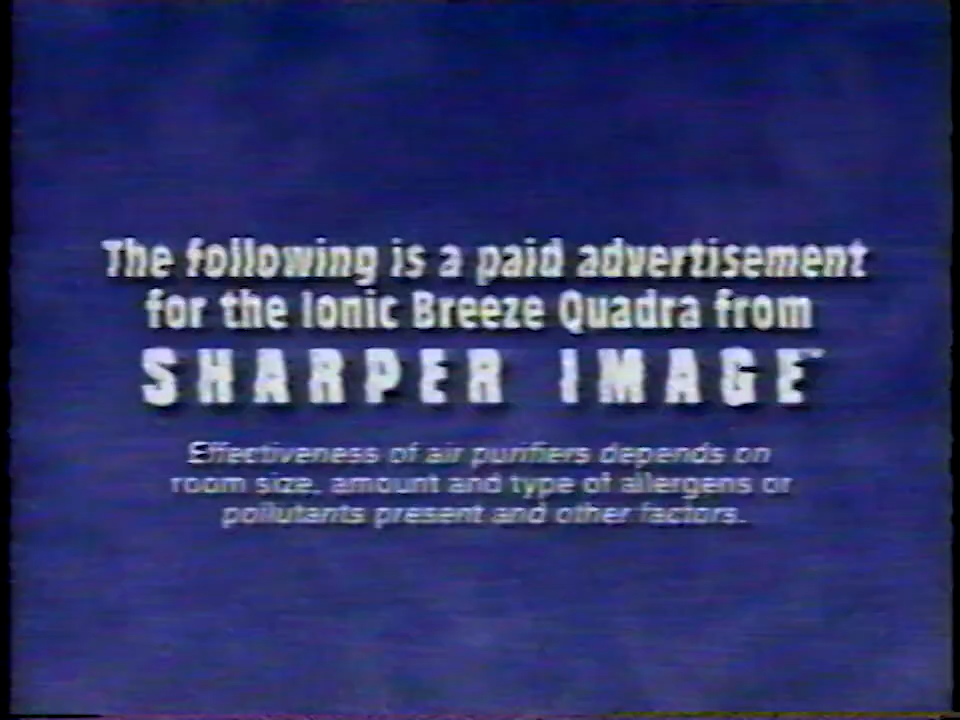 The following is a paid advertisement
for the Ionic Breeze Quadra from
SHARPER IMAGE™
Effectiveness of air purifiers depends on
room size, amount and type of allergens or
pollutants present and other factors.